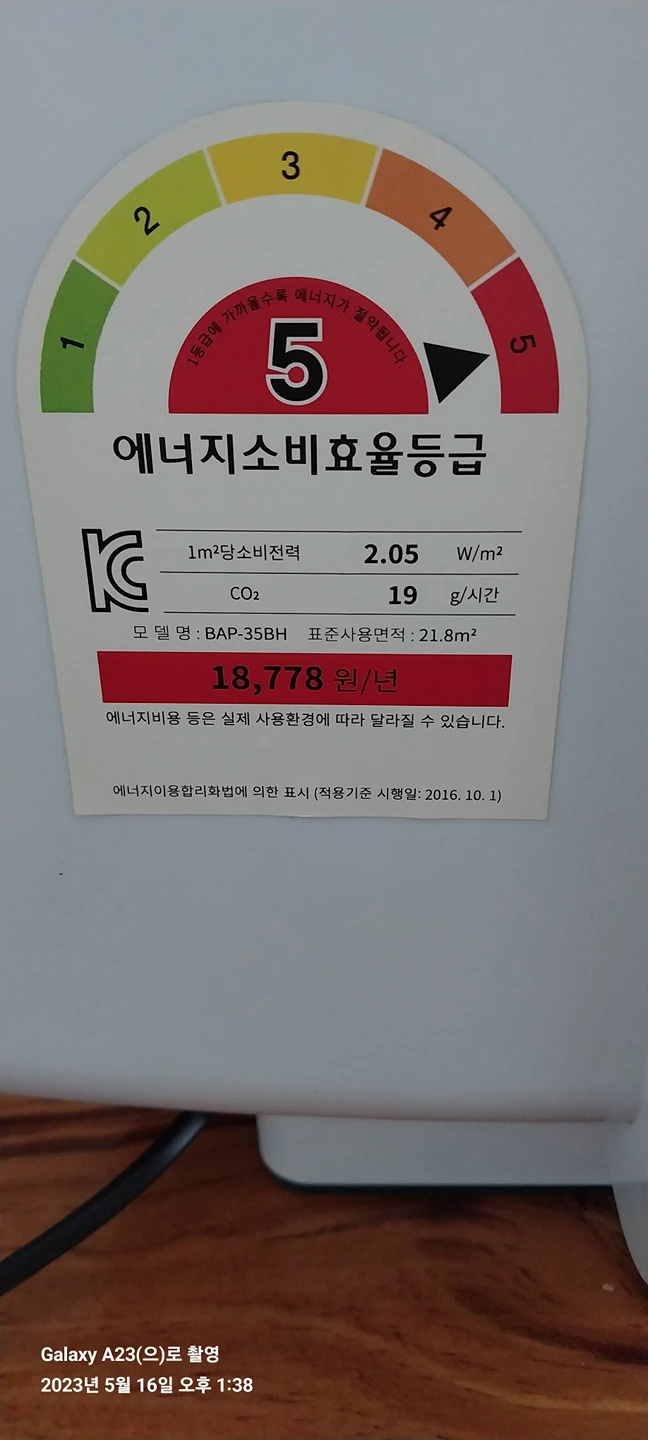 1
2
3
4
5
1등급에 가까울수록 에너지가 절약됩니다.
5
에너지소비효율등급
1m²당소비전력 2.05 W/m²
CO₂ 19 g/시간
모 델 명 : BAP-35BH 표준사용면적 : 21.8m²
18,778 원/년
에너지비용 등은 실제 사용환경에 따라 달라질 수 있습니다.
에너지이용합리화법에 의한 표시 (적용기준 시행일: 2016. 10. 1)
Galaxy A23(으)로 촬영
2023년 5월 16일 오후 1:38